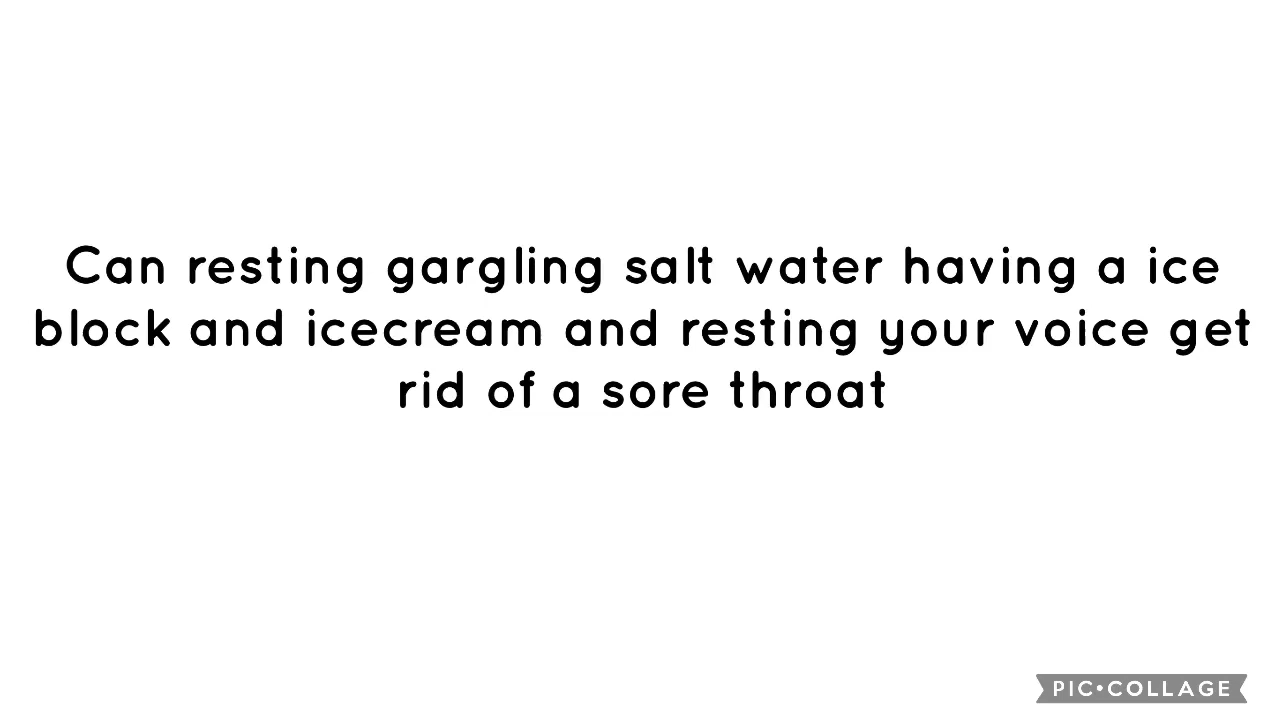 Can resting gargling salt water having a ice
block and icecream and resting your voice get
rid of a sore throat
PIC•COLLAGE